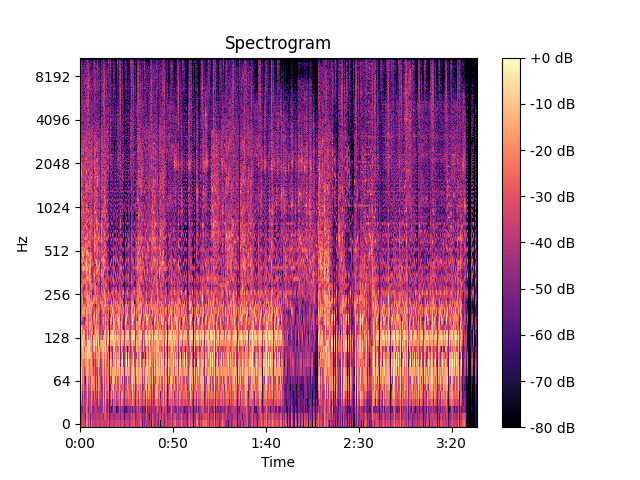 Spectrogram
8192
4096
2048
1024
512
256
128
64
0
Hz
0:00 0:50 1:40 2:30 3:20
Time
+0 dB
-10 dB
-20 dB
-30 dB
-40 dB
-50 dB
-60 dB
-70 dB
-80 dB